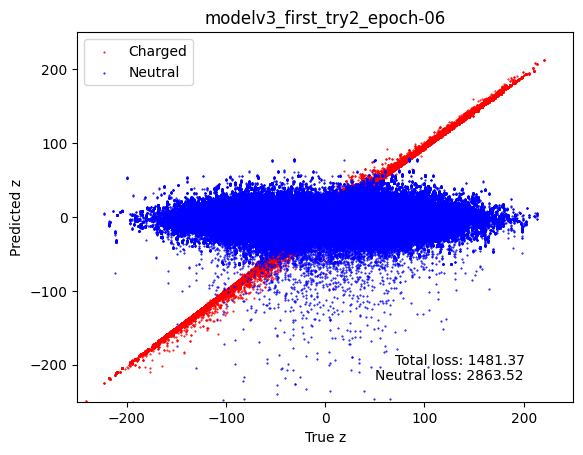 modelv3_first_try2_epoch-06
Charged
Neutral
200
100
0
−100
−200
Predicted z
Total loss: 1481.37
Neutral loss: 2863.52
−200 −100 0 100 200
True z